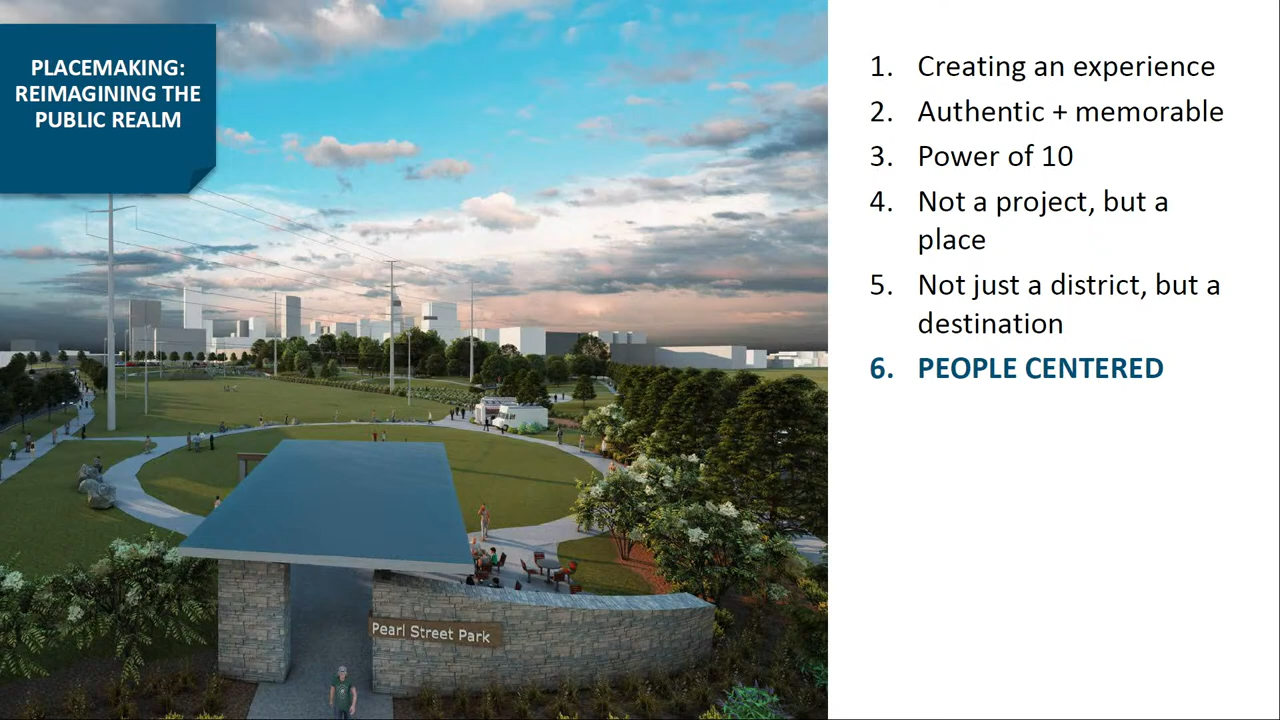 PLACEMAKING:
REIMAGINING THE
PUBLIC REALM
1. Creating an experience
2. Authentic + memorable
3. Power of 10
4. Not a project, but a
place
5. Not just a district, but a
destination
6. PEOPLE CENTERED
Pearl Street Park